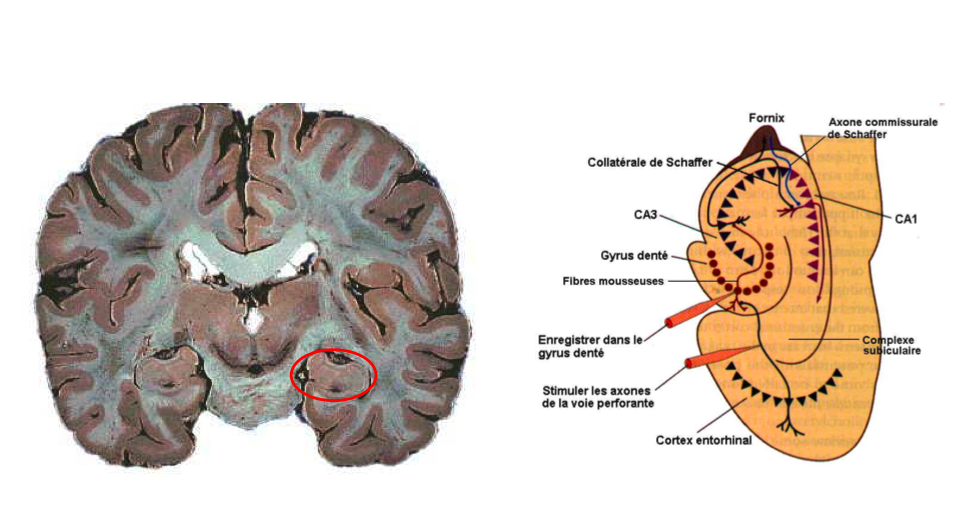 Fornix
Axone commissurale
de Schaffer
Collatérale de Schaffer
CA3
CA1
Gyrus denté
Fibres mousseuses
Enregistrer dans le
gyrus denté
Complexe
subiculaire
Stimuler les axones
de la voie perforante
Cortex entorhinal